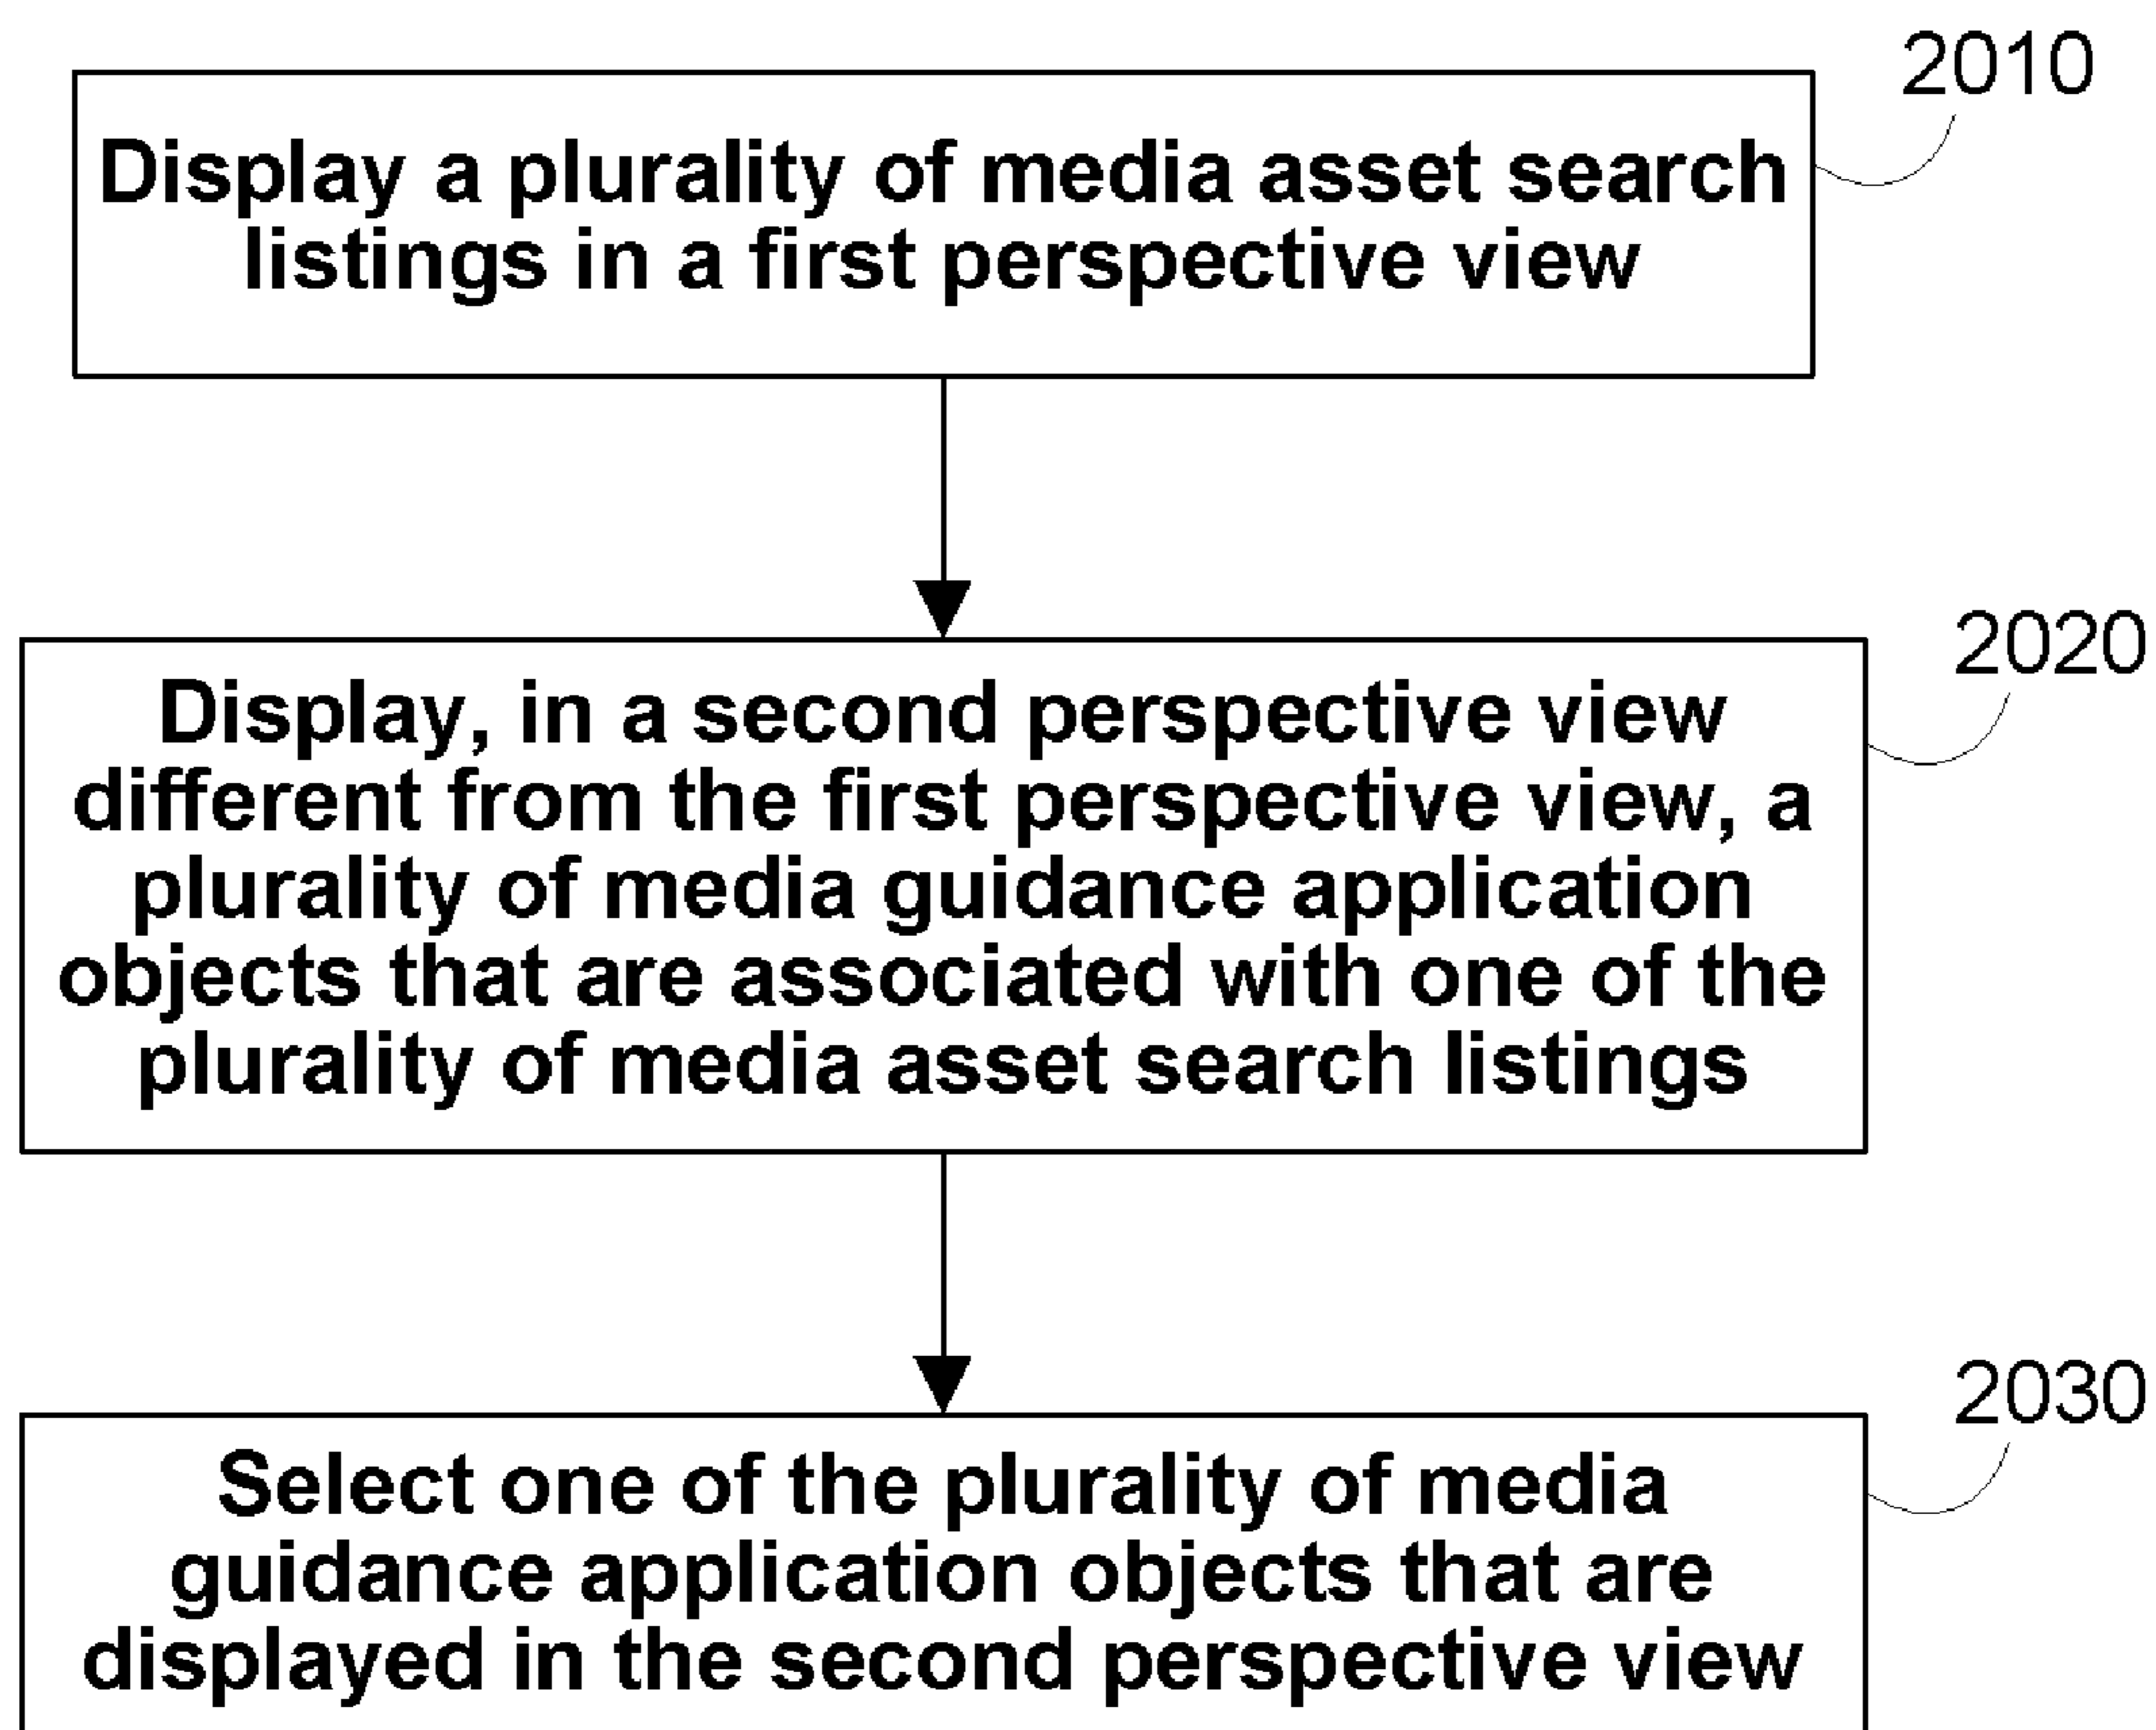 2010
Display a plurality of media asset search
listings in a first perspective view
2020
Display, in a second perspective view
different from the first perspective view, a
plurality of media guidance application
objects that are associated with one of the
plurality of media asset search listings
2030
Select one of the plurality of media
guidance application objects that are
displayed in the second perspective view